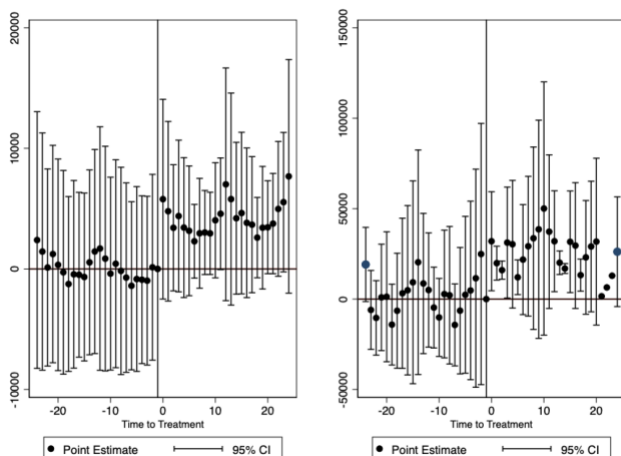 20000
10000
0
-10000
-20 -10 0 10 20
Time to Treatment
Point Estimate 95% CI
150000
100000
50000
0
-50000
-20 -10 0 10 20
Time to Treatment
Point Estimate 95% CI